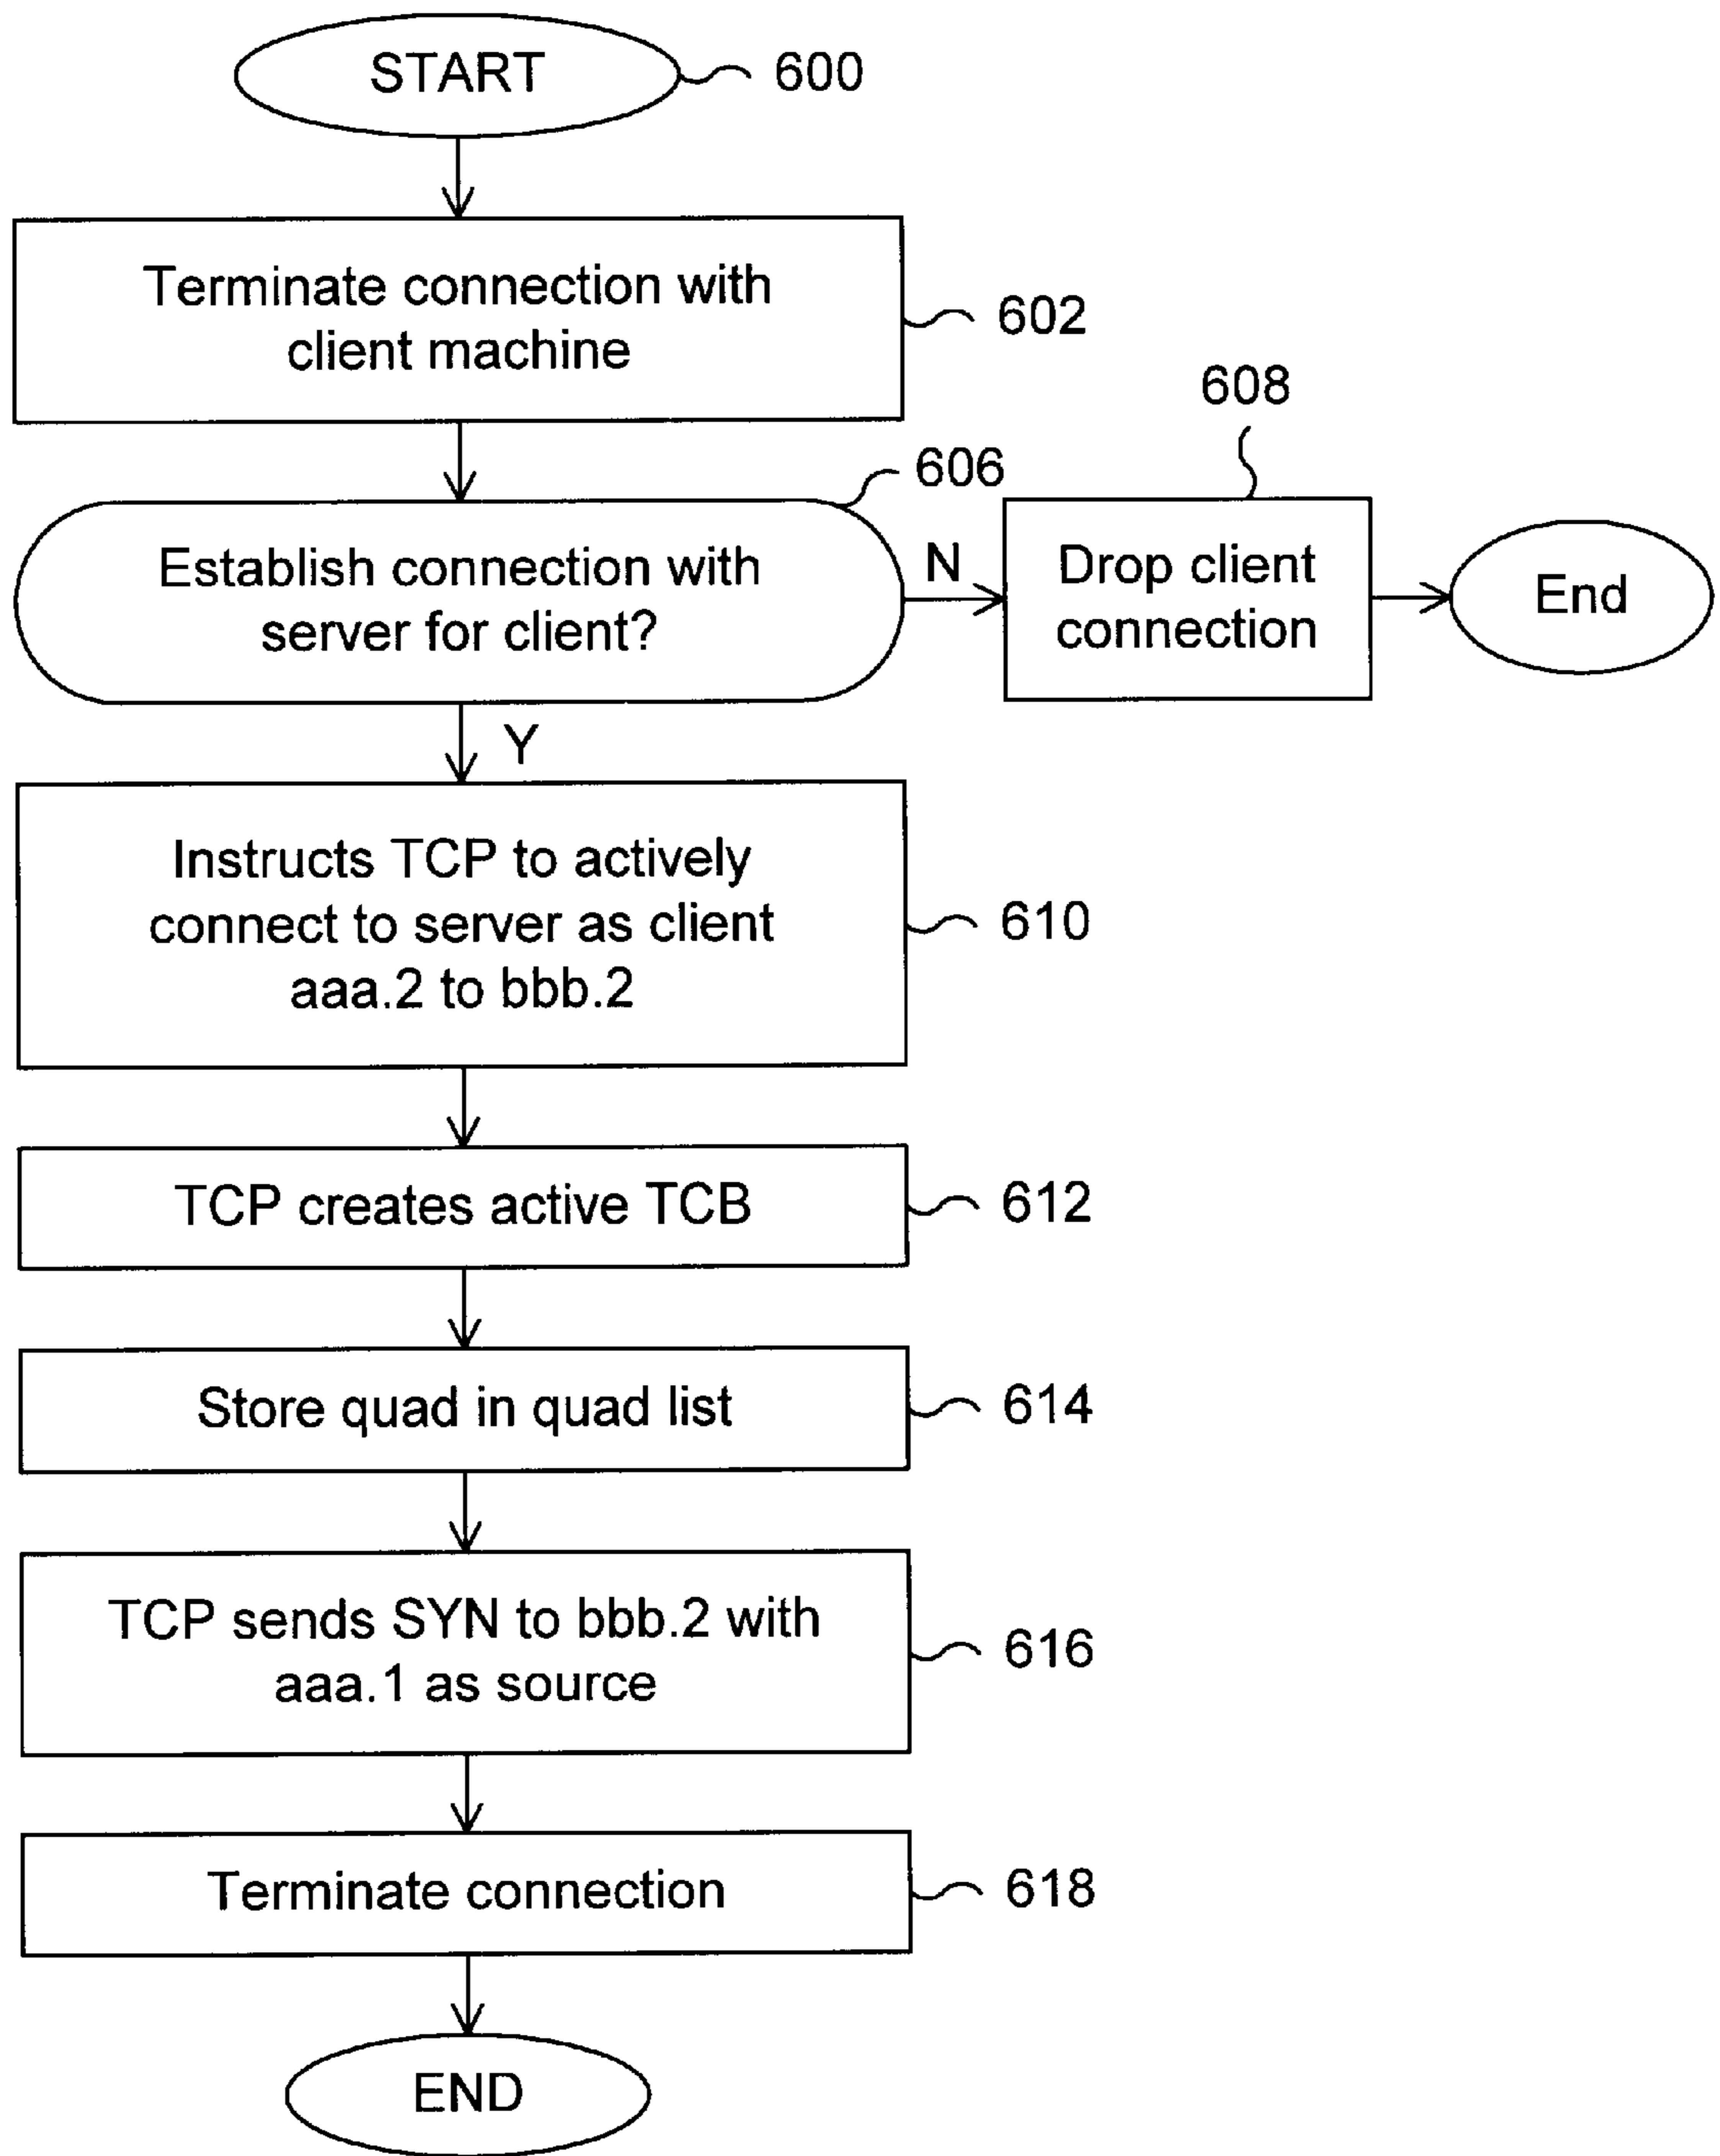 START
600
Terminate connection with
client machine
602
608
606
Establish connection with
server for client?
N
Drop client
connection
End
Y
Instructs TCP to actively
connect to server as client
aaa.2 to bbb.2
610
TCP creates active TCB
612
Store quad in quad list
614
TCP sends SYN to bbb.2 with
aaa.1 as source
616
Terminate connection
618
END